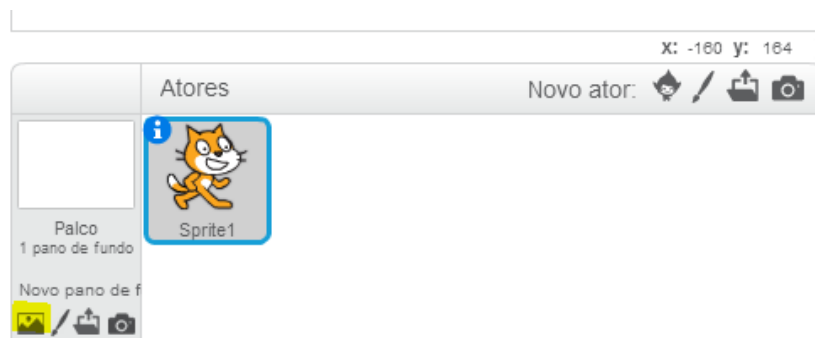 x: -160 y: 164
Atores
Novo ator:
Sprite1
Palco
1 pano de fundo
Novo pano de f